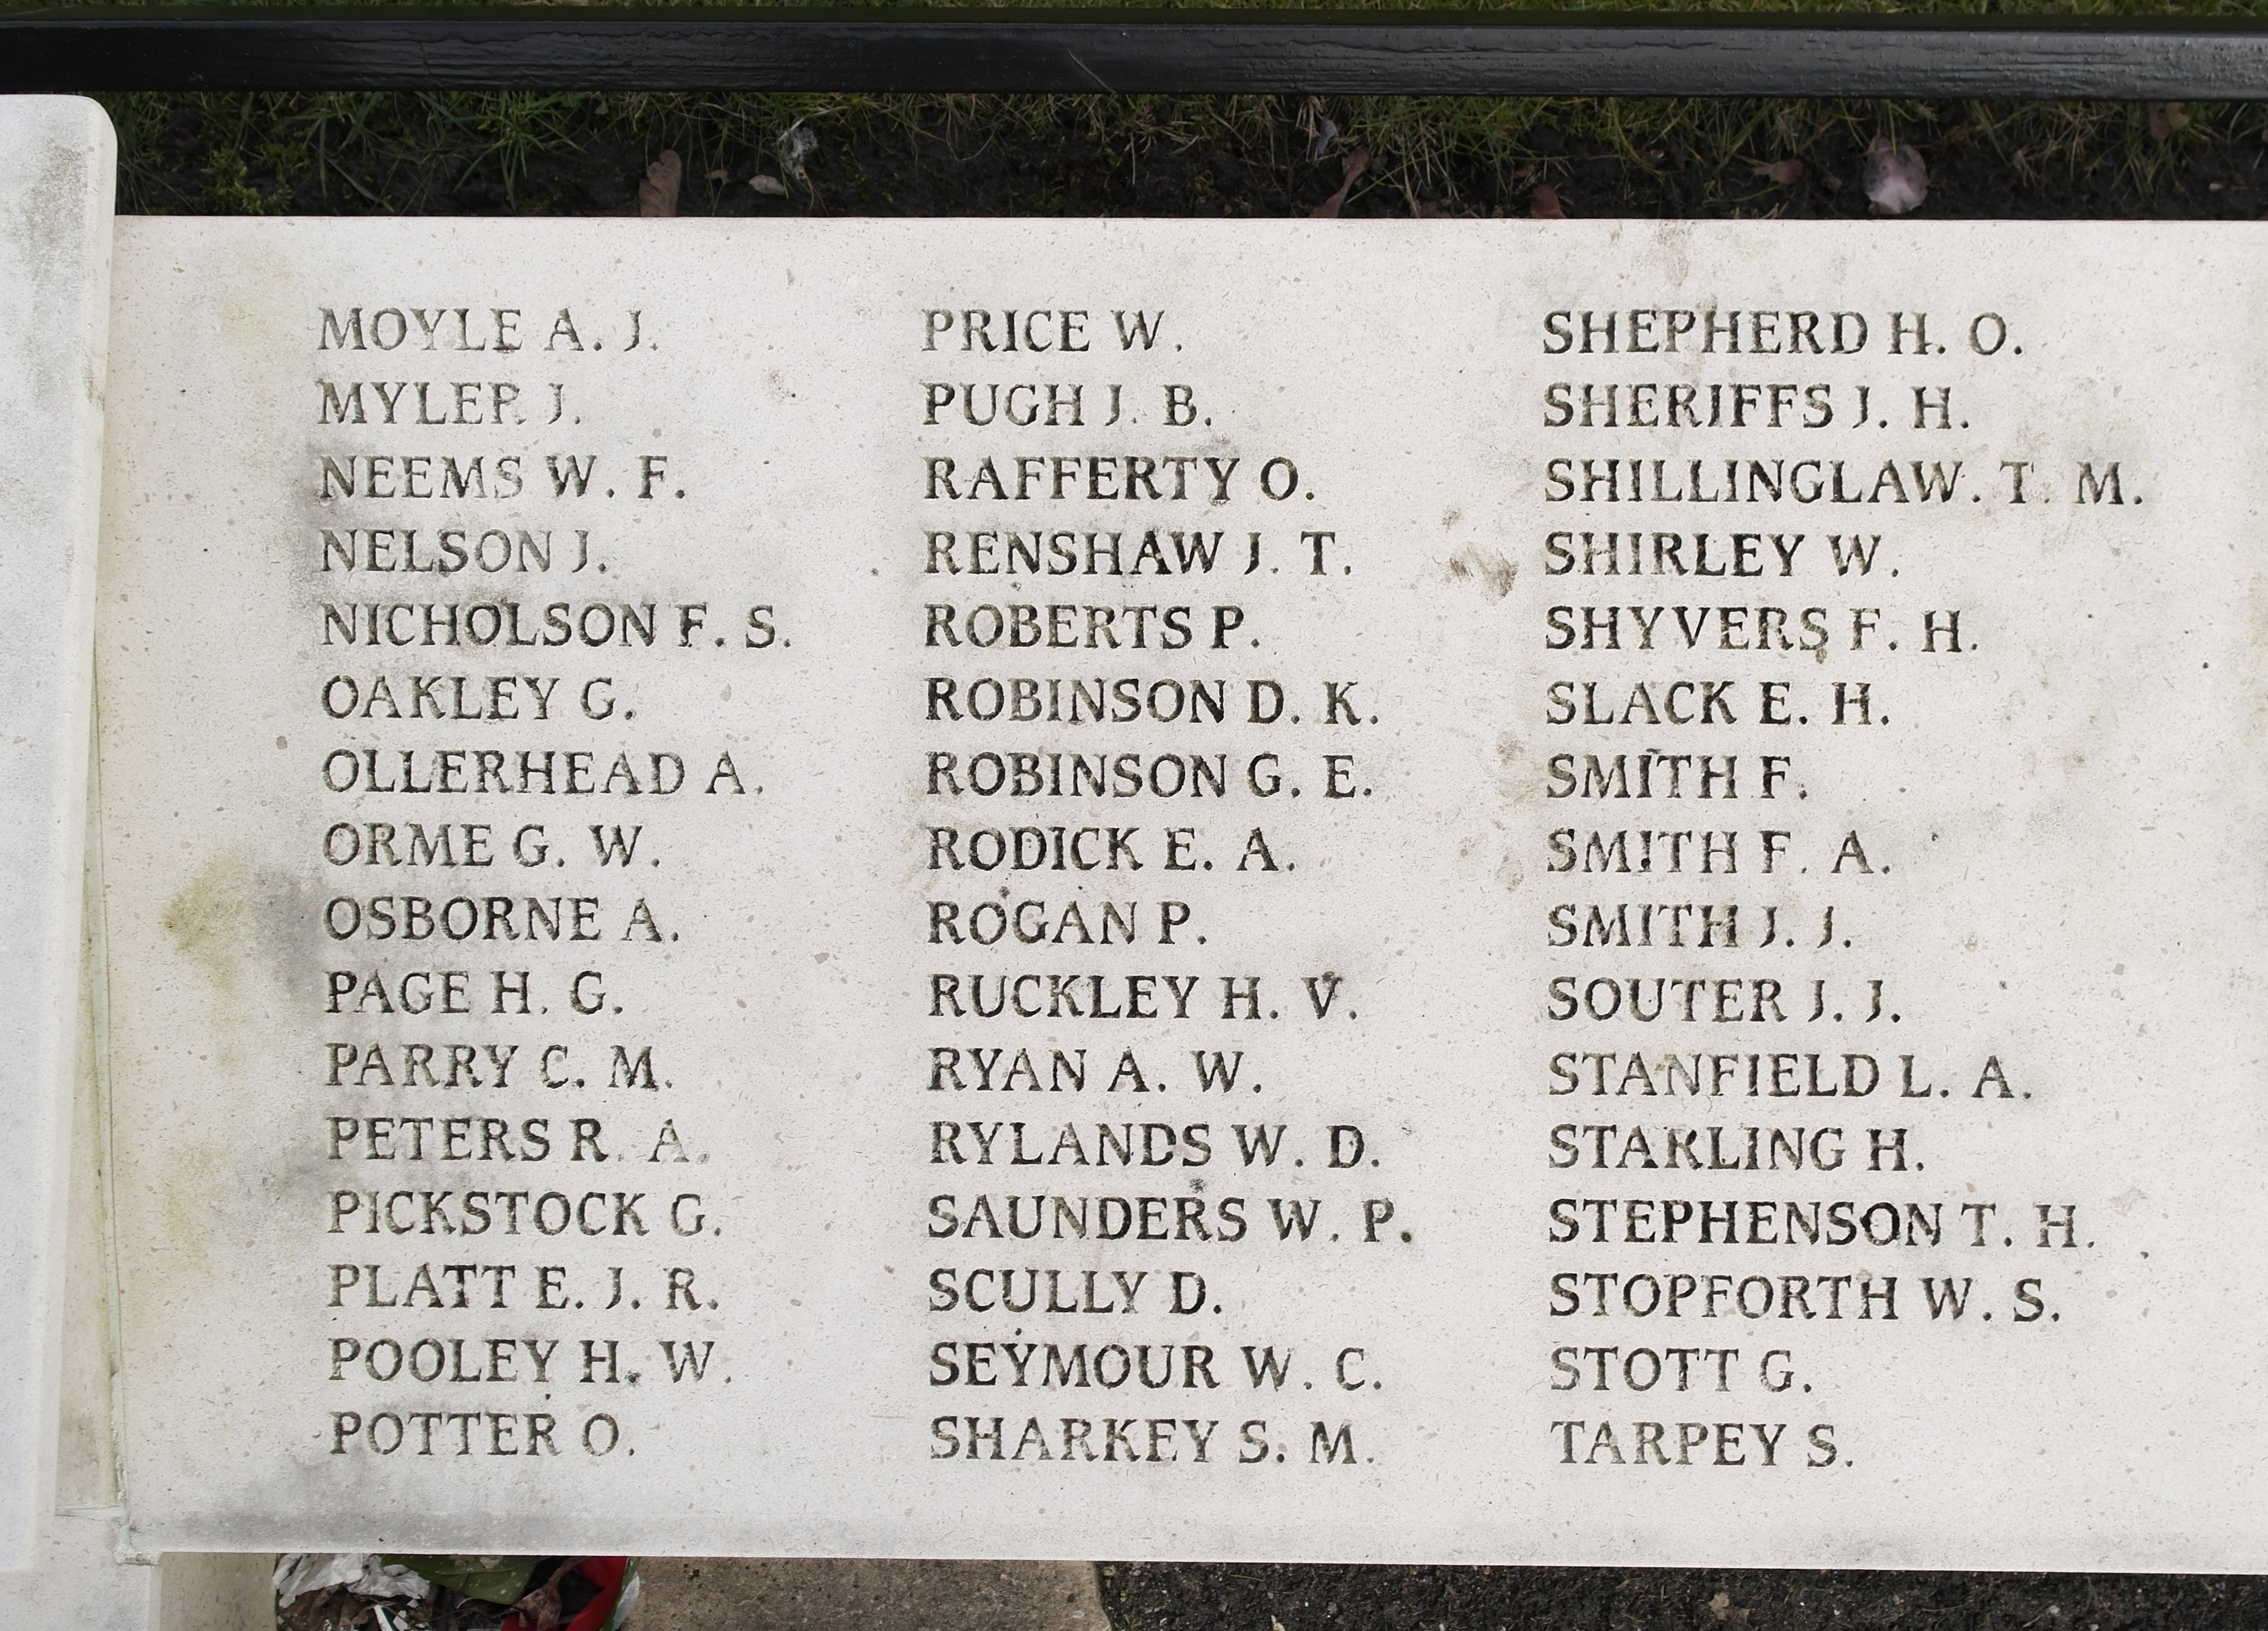 MOYLE A. J.
MYLER J.
NEEMS W. F.
NELSON J.
NICHOLSON F. S.
OAKLEY G.
OLLERHEAD A.
ORME G. W.
OSBORNE A.
PAGE H. G.
PARRY C. M.
PETERS R. A.
PICKSTOCK G.
PLATT E. J. R.
POOLEY H. W.
POTTER O.
PRICE W.
PUGH J. B.
RAFFERTY O.
RENSHAW J. T.
ROBERTS P.
ROBINSON D. K.
ROBINSON G. E.
RODICK E. A.
ROGAN P.
RUCKLEY H. V.
RYAN A. W.
RYLANDS W. D.
SAUNDERS W. P.
SCULLY D.
SEYMOUR W. C.
SHARKEY S. M.
SHEPHERD H. O.
SHERIFFS J. H.
SHILLINGLAW. T. M.
SHIRLEY W.
SHYVERS F. H.
SLACK E. H.
SMITH F.
SMITH F. A.
SMITH J. J.
SOUTER J. J.
STANFIELD L. A.
STARLING H.
STEPHENSON T. H.
STOPFORTH W. S.
STOTT G.
TARPEY S.